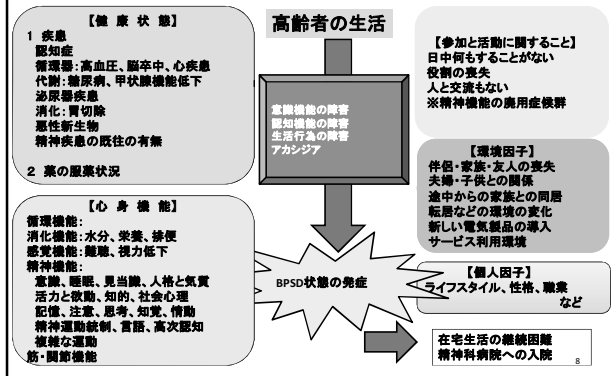 【健 康 状 態】
1 疾患
認知症
循環器:高血圧、脳卒中、心疾患
代謝:糖尿病、甲状腺機能低下
泌尿器疾患
消化:胃切除
悪性新生物
精神疾患の既往の有無
2 薬の服薬状況
【心 身 機 能】
循環機能:
消化機能:水分、栄養、排便
感覚機能:難聴、視力低下
精神機能:
意識、睡眠、見当識、人格と気質
活力と欲動、知的、社会心理
記憶、注意、思考、知覚、情動
精神運動統制、言語、高次認知
複雑な運動
筋・関節機能
高齢者の生活
意識機能の障害
認知機能の障害
生活行為の障害
アカシジア
BPSD状態の発症
【参加と活動に関すること】
日中何もすることがない
役割の喪失
人と交流もない
※精神機能の廃用症候群
【環境因子】
伴侶・家族・友人の喪失
夫婦・子供との関係
途中からの家族との同居
転居などの環境の変化
新しい電気製品の導入
サービス利用環境
【個人因子】
ライフスタイル、性格、職業
など
在宅生活の継続困難
精神科病院への入院
8